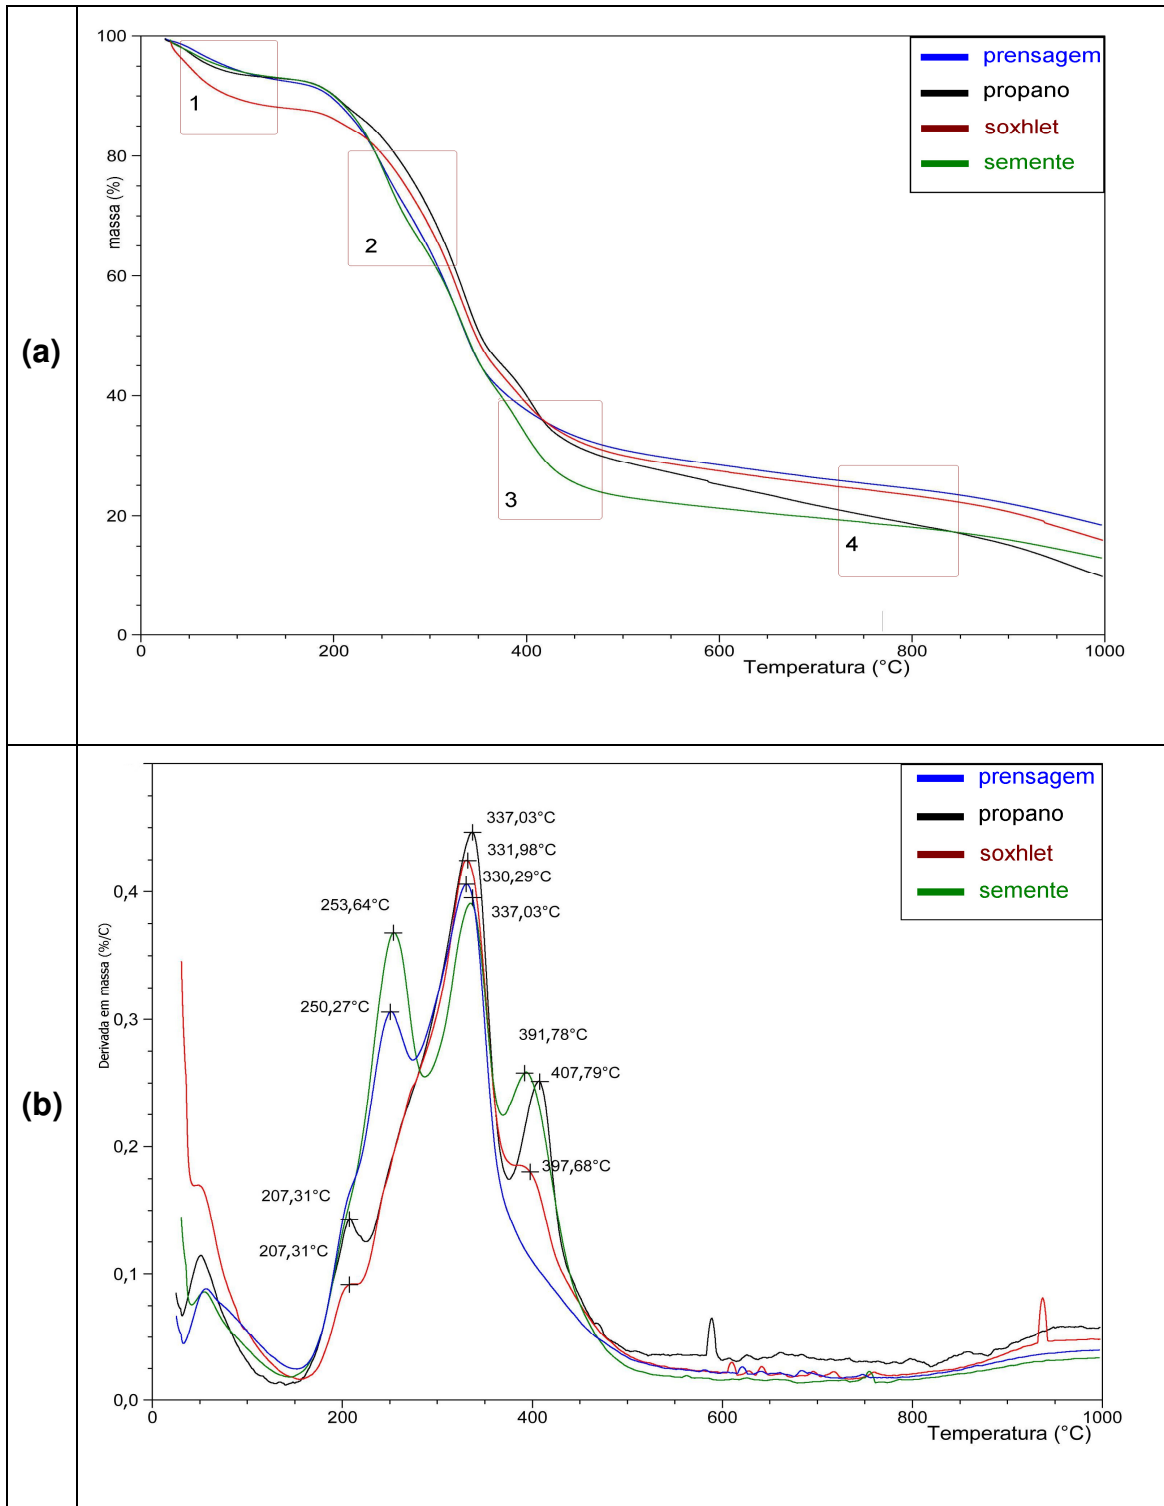 (a)
100
80
60
40
20
0
massa (%)
0
200
400
600
800
1000
Temperatura (°C)
prensagem
propano
soxhlet
semente
1
2
3
4
(b)
0,4
0,3
0,2
0,1
0,0
Derivada em massa (%/C)
0
200
400
600
800
1000
Temperatura (°C)
prensagem
propano
soxhlet
semente
337,03°C
331,98°C
330,29°C
337,03°C
253,64°C
250,27°C
391,78°C
407,79°C
397,68°C
207,31°C
207,31°C